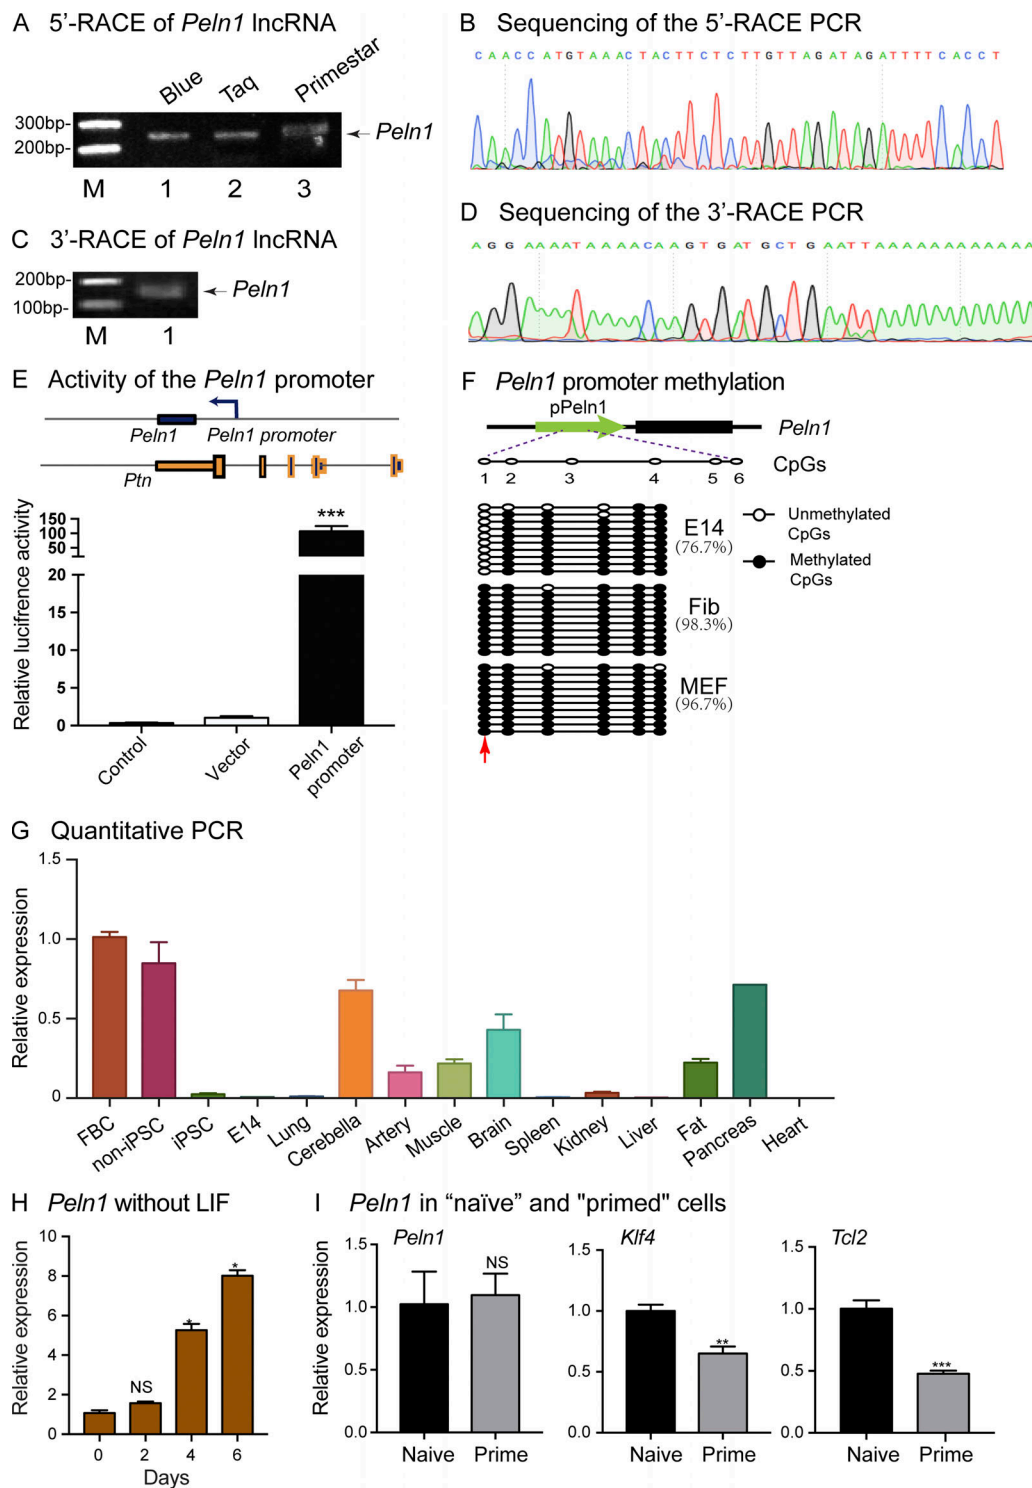 A 5’-RACE of Peln1 lncRNA
Blue Taq Primestar
300bp-
200bp-
Peln1
M 1 2 3
B Sequencing of the 5’-RACE PCR
CAACCATGTAAACTACTTCTCTTGTTAGATAGATTTTCACCT
C 3’-RACE of Peln1 lncRNA
200bp-
100bp-
Peln1
M 1
D Sequencing of the 3’-RACE PCR
AGGAAAATAAAACAAGTGATGCTGAATTAAAAAAAAAAAA
E Activity of the Peln1 promoter
Peln1 Peln1 promoter
Ptn
Relative lucifrence activity
150
100
50
20
15
10
5
0
***
Control Vector Peln1 promoter
F Peln1 promoter methylation
pPeln1
Peln1
CpGs
1 2 3 4 5 6
E14
(76.7%)
Fib
(98.3%)
MEF
(96.7%)
Unmethylated
CpGs
Methylated
CpGs
G Quantitative PCR
Relative expression
1.5
1.0
0.5
0
FBC non-iPSC iPSC E14 Lung Cerebella Artery Muscle Brain Spleen Kidney Liver Fat Pancreas Heart
H Peln1 without LIF
Relative expression
10
8
6
4
2
0
NS * *
0 2 4 6
Days
I Peln1 in “naïve” and "primed" cells
Relative expression
Peln1
1.5
1.0
0.5
0.0
NS
Naive Prime
Klf4
1.5
1.0
0.5
0.0
**
Naive Prime
Tcl2
1.5
1.0
0.5
0.0
***
Naive Prime